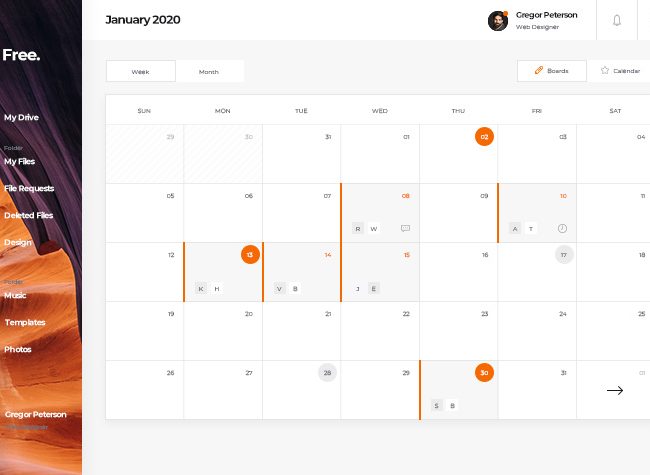 January 2020
Gregor Peterson
Web Designer
Free.
Week
Month
Boards
Calendar
My Drive
Folder
My Files
File Requests
Deleted Files
Design
Folder
Music
Templates
Photos
Gregor Peterson
SUN MON TUE WED THU FRI SAT
29 30 31 01 02 03 04
05 06 07 08 09 10 11
R W A T
12 13 14 15 16 17 18
K H V B J E
19 20 21 22 23 24 25
26 27 28 29 30 31 01
S B